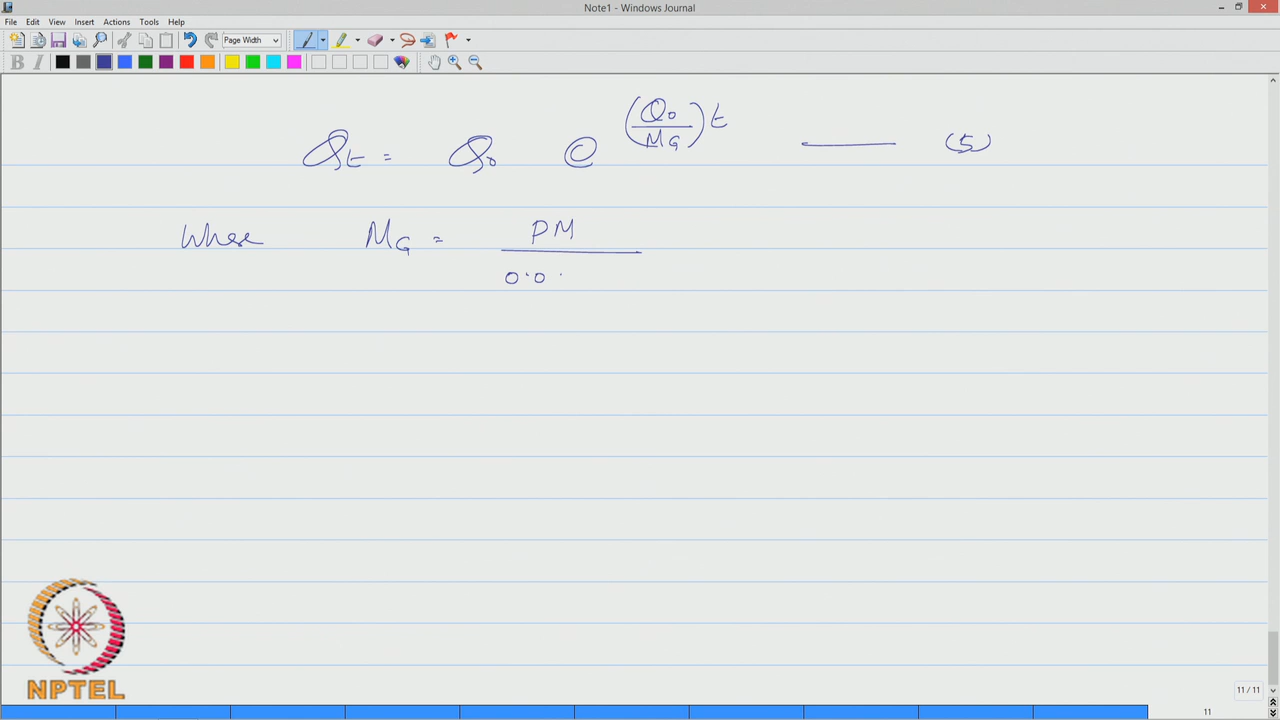 Note1 - Windows Journal
File Edit View Insert Actions Tools Help
Page Width
B I
Qt = Q0 e^(Q0/MG)t —— (5)
Where MG = PM
0.0.
NPTEL
11 / 11
11